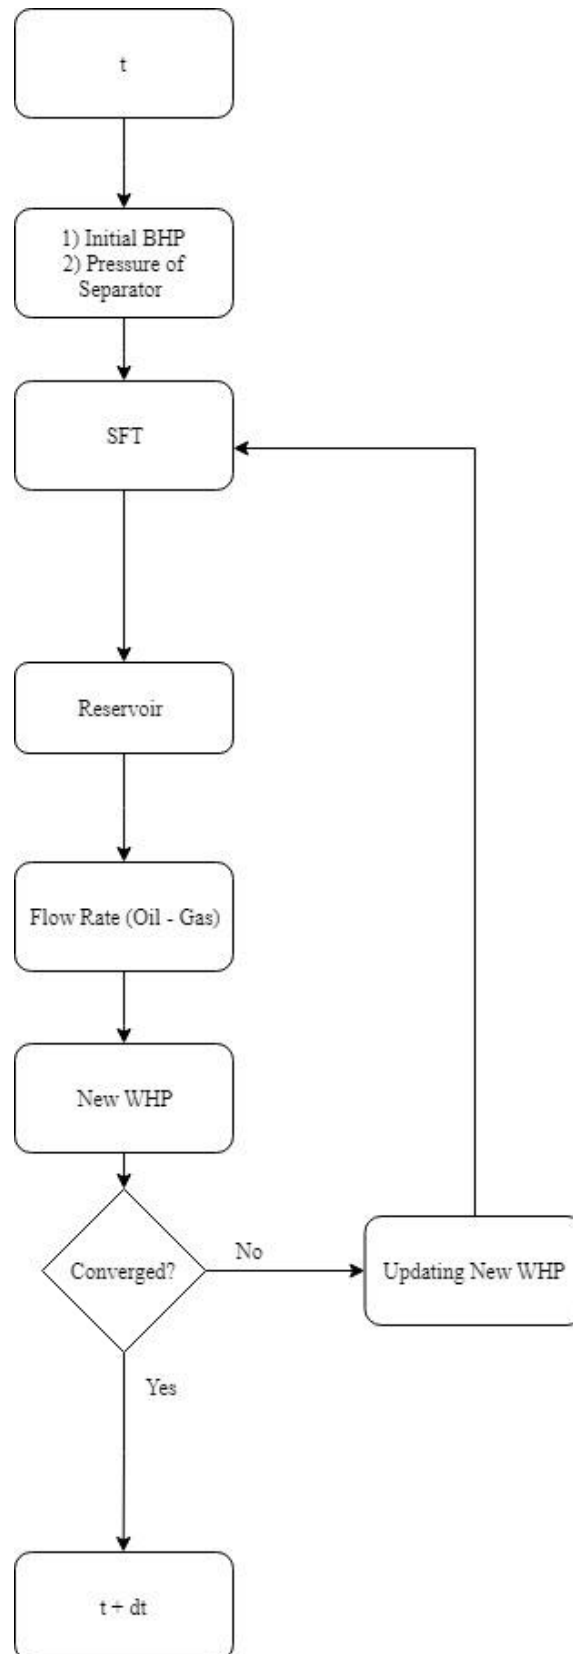 t
1) Initial BHP
2) Pressure of
Separator
SFT
Reservoir
Flow Rate (Oil - Gas)
New WHP
Converged?
No
Updating New WHP
Yes
t + dt